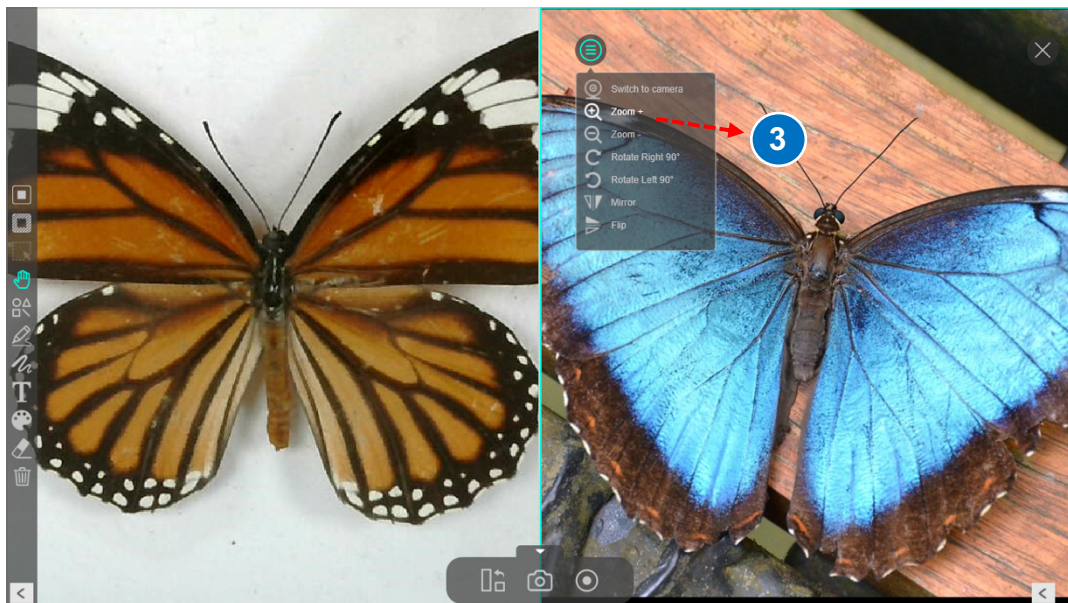 Switch to camera
Zoom +
3
Zoom -
Rotate Right 90°
Rotate Left 90°
Mirror
Flip
T